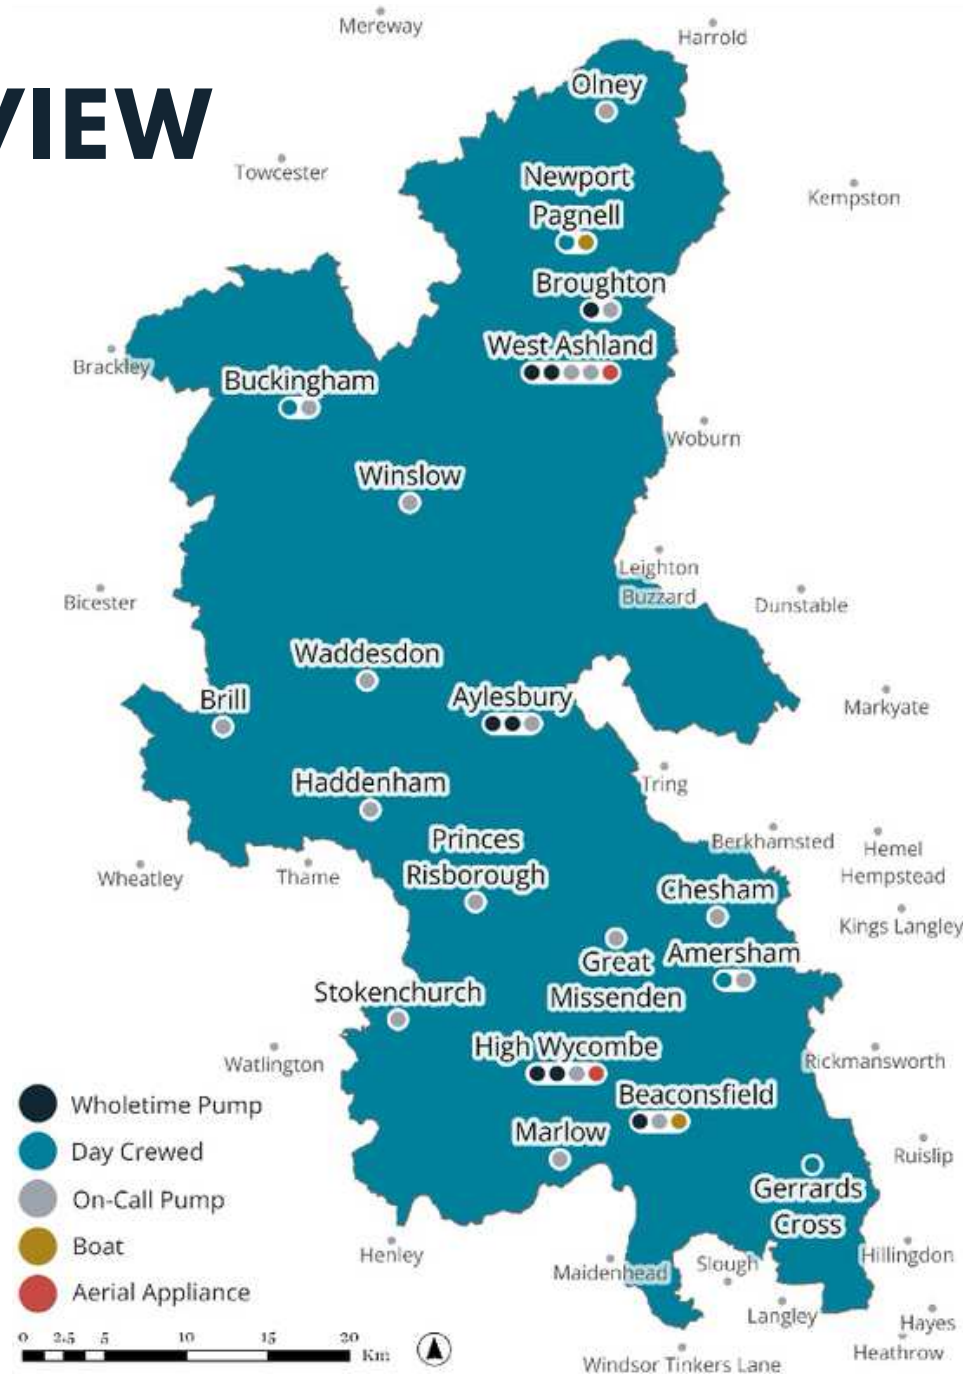 VIEW
Mereway
Harrold
Olney
Towcester
Newport
Pagnell
Kempston
Broughton
West Ashland
Brackley
Buckingham
Woburn
Winslow
Leighton
Buzzard
Bicester
Dunstable
Waddesdon
Brill
Aylesbury
Markyate
Haddenham
Tring
Princes
Risborough
Berkhamsted
Hemel
Hempstead
Wheatley
Thame
Chesham
Kings Langley
Great
Missenden
Amersham
Stokenchurch
High Wycombe
Watlington
Rickmansworth
Beaconsfield
Marlow
Ruislip
Gerrards
Cross
Wholetime Pump
Day Crewed
On-Call Pump
Boat
Aerial Appliance
Henley
Maidenhead
Slough
Hillingdon
Langley
Hayes
Heathrow
Windsor Tinkers Lane
0 2.5 5 10 15 20
Km